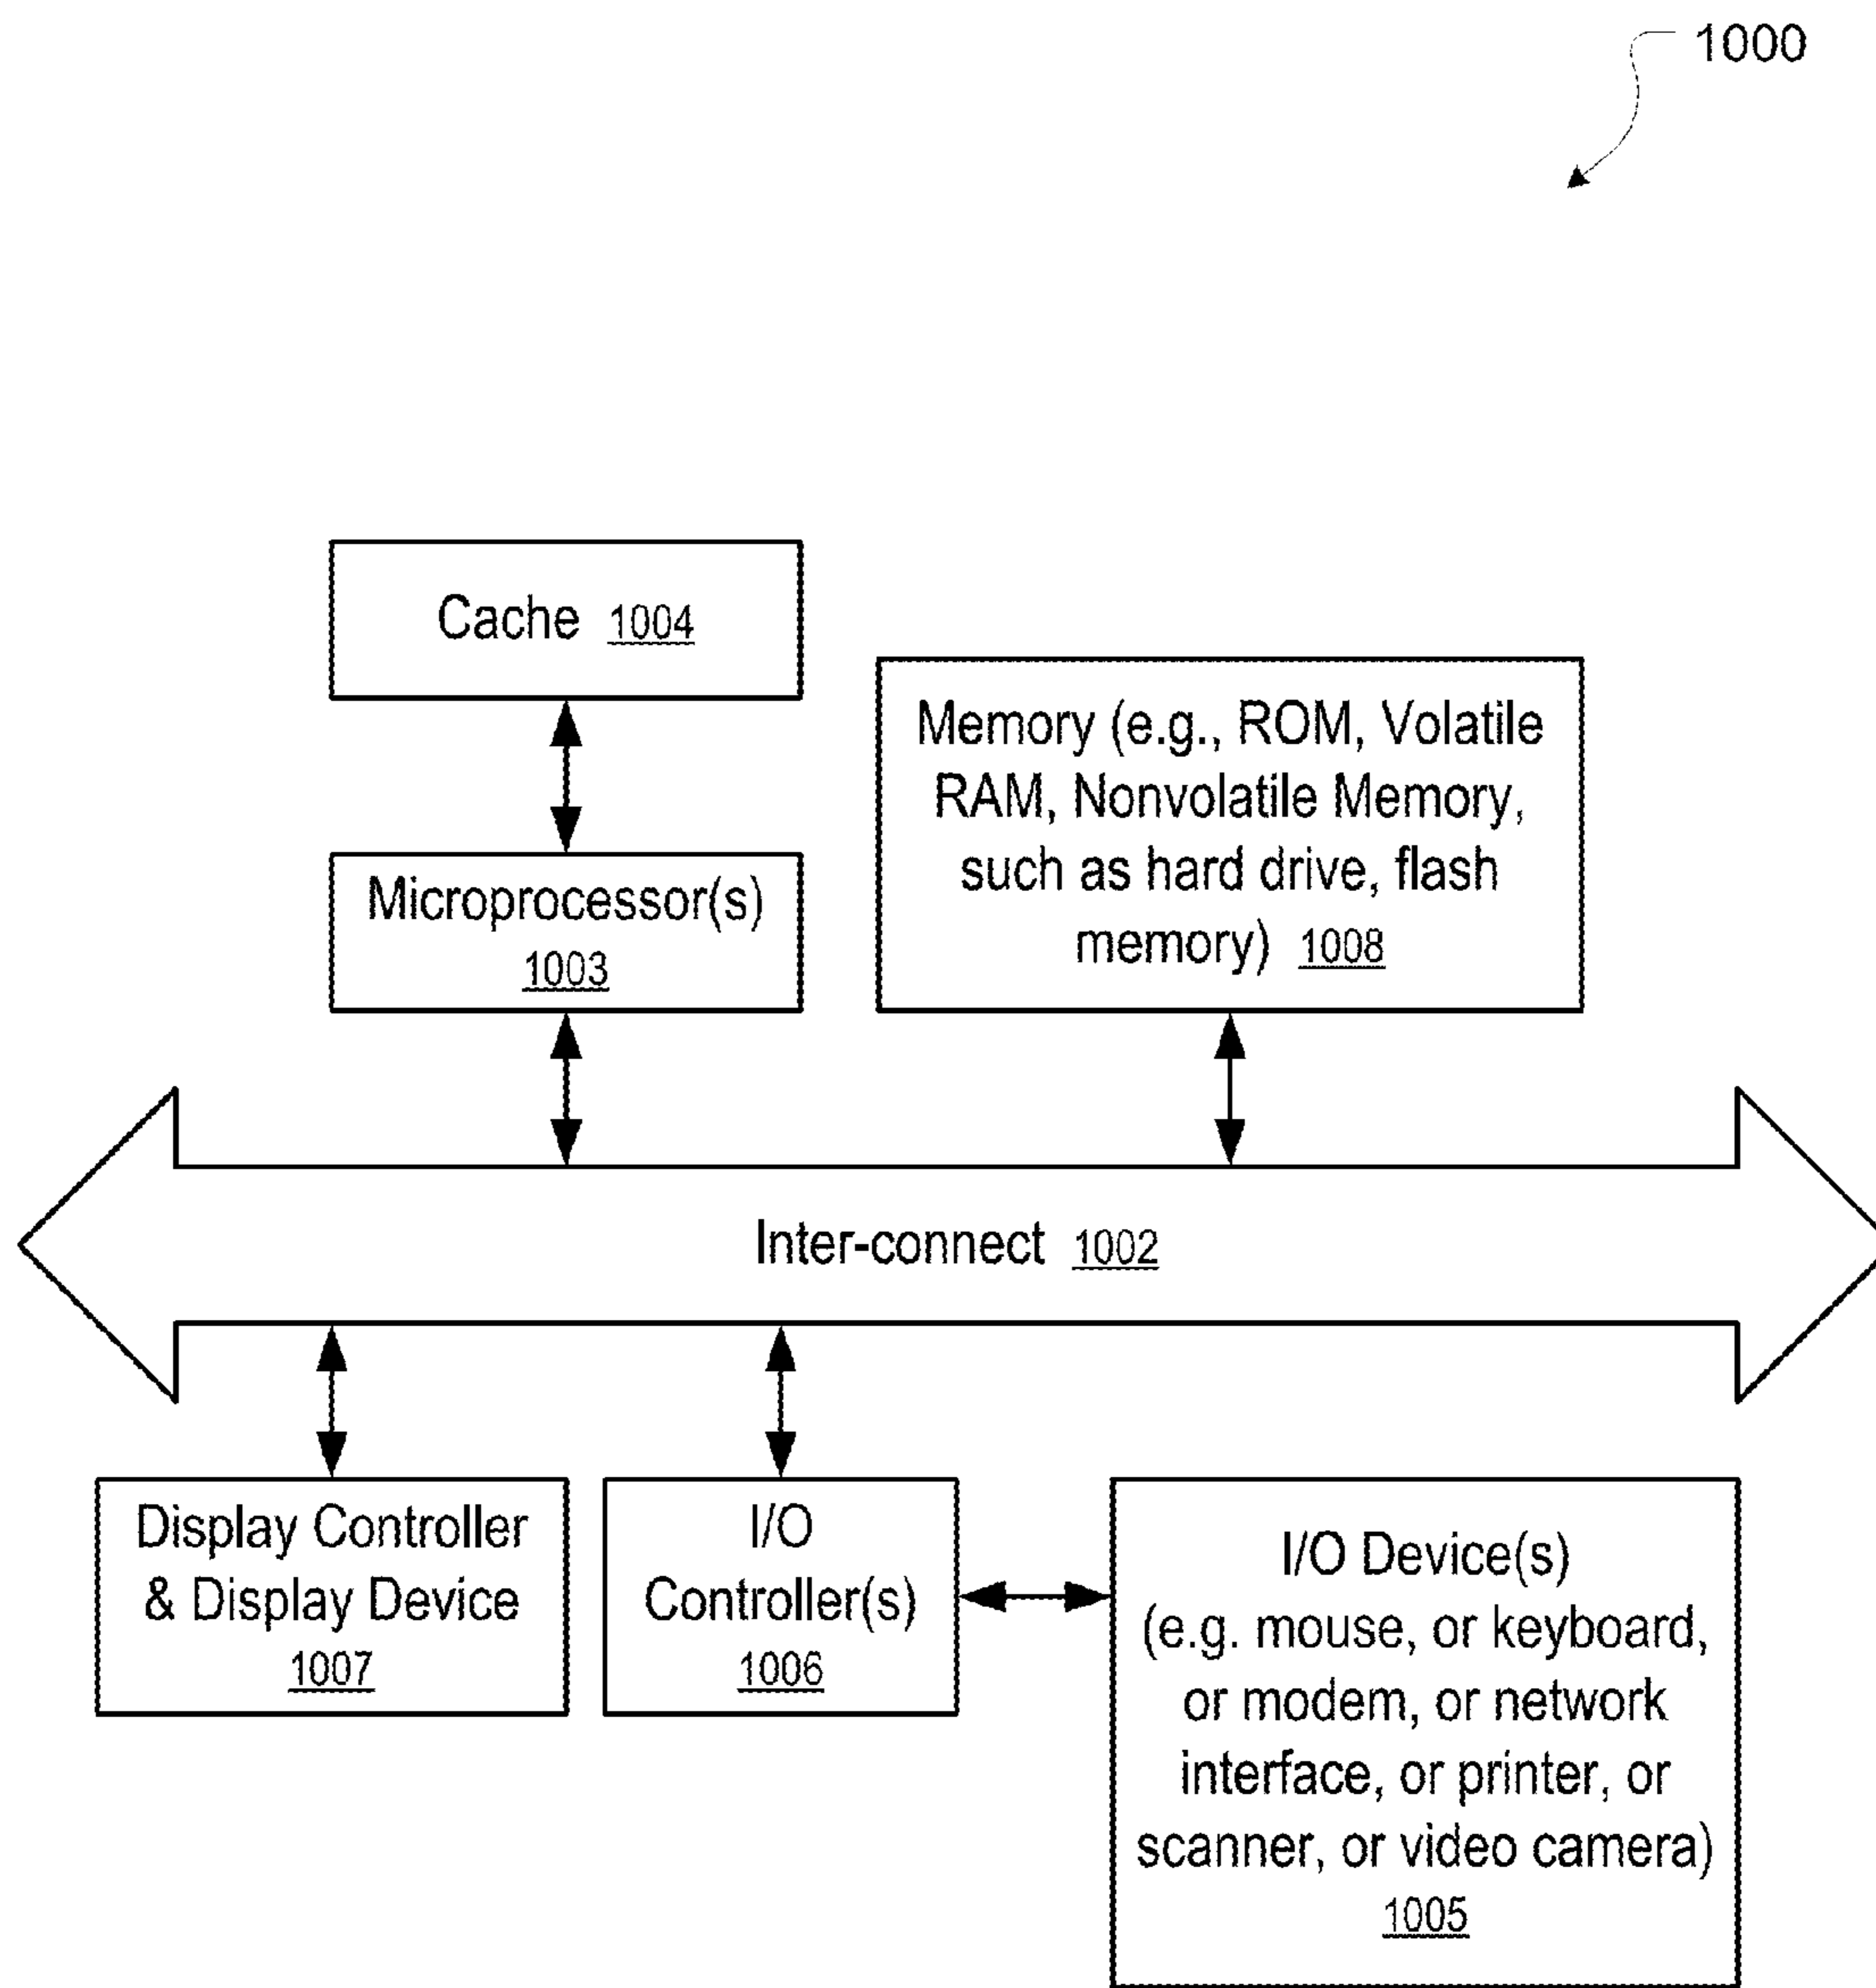 1000
Cache 1004
Microprocessor(s)
1003
Memory (e.g., ROM, Volatile
RAM, Nonvolatile Memory,
such as hard drive, flash
memory) 1008
Inter-connect 1002
Display Controller
& Display Device
1007
I/O
Controller(s)
1006
I/O Device(s)
(e.g. mouse, or keyboard,
or modem, or network
interface, or printer, or
scanner, or video camera)
1005